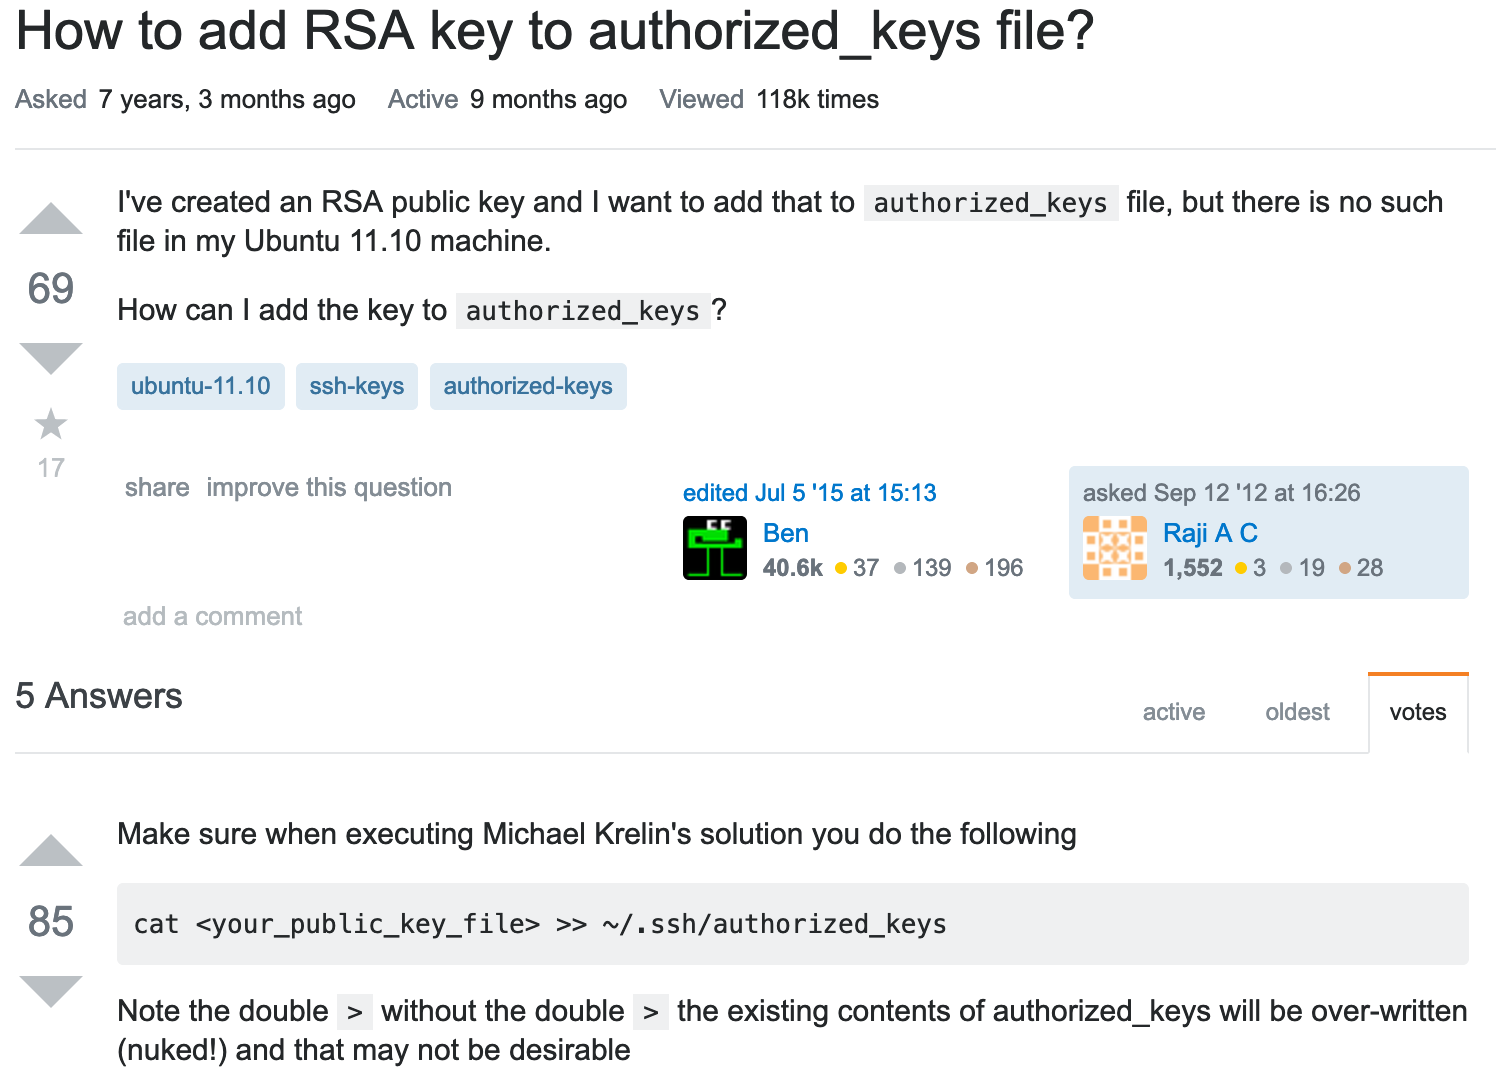 How to add RSA key to authorized_keys file?
Asked 7 years, 3 months ago Active 9 months ago Viewed 118k times
I've created an RSA public key and I want to add that to authorized_keys file, but there is no such
file in my Ubuntu 11.10 machine.
69
How can I add the key to authorized_keys?
ubuntu-11.10 ssh-keys authorized-keys
17
share improve this question
edited Jul 5 '15 at 15:13
Ben
40.6k 37 139 196
asked Sep 12 '12 at 16:26
Raji A C
1,552 3 19 28
add a comment
5 Answers
active oldest votes
Make sure when executing Michael Krelin's solution you do the following
85
cat <your_public_key_file> >> ~/.ssh/authorized_keys
Note the double > without the double > the existing contents of authorized_keys will be over-written
(nuked!) and that may not be desirable